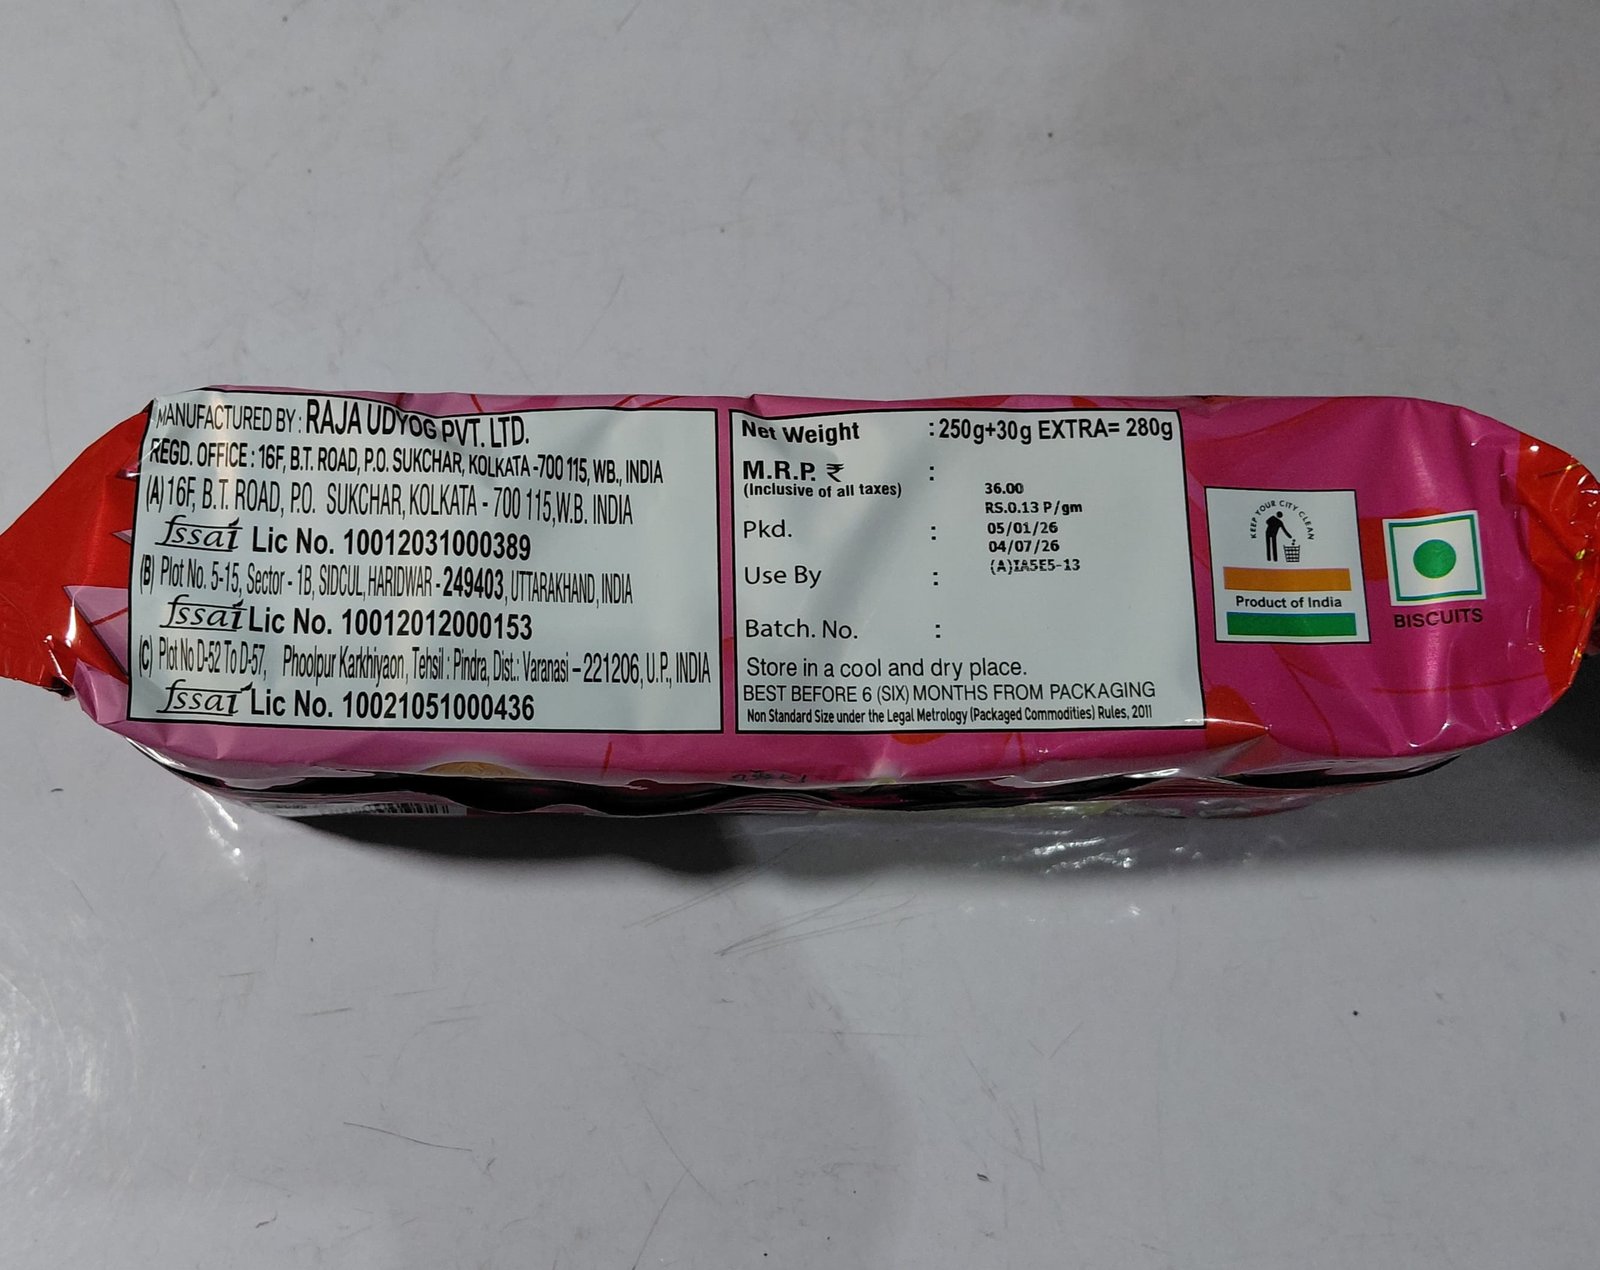 MANUFACTURED BY : RAJA UDYOG PVT. LTD.
REGD. OFFICE : 16F, B.T. ROAD, P.O. SUKCHAR, KOLKATA -700 115, WB., INDIA
(A) 16F, B.T. ROAD, P.O. SUKCHAR, KOLKATA - 700 115,W.B. INDIA
fssai Lic No. 10012031000389
(B) Plot No. 5-15, Sector - 1B, SIDCUL, HARIDWAR - 249403, UTTARAKHAND, INDIA
fssai Lic No. 10012012000153
(C) Plot No D-52 To D-57, Phoolpur Karkhiyaon, Tehsil : Pindra, Dist.: Varanasi – 221206, U.P., INDIA
fssai Lic No. 10021051000436
Net Weight : 250g+30g EXTRA= 280g
M.R.P. ₹ :
(Inclusive of all taxes)
36.00
RS.0.13 P/gm
Pkd. : 05/01/26
04/07/26
Use By :
(A)IA5E5-13
Batch. No. :
Store in a cool and dry place.
BEST BEFORE 6 (SIX) MONTHS FROM PACKAGING
Non Standard Size under the Legal Metrology (Packaged Commodities) Rules, 2011
KEEP YOUR CITY CLEAN
Product of India
BISCUITS